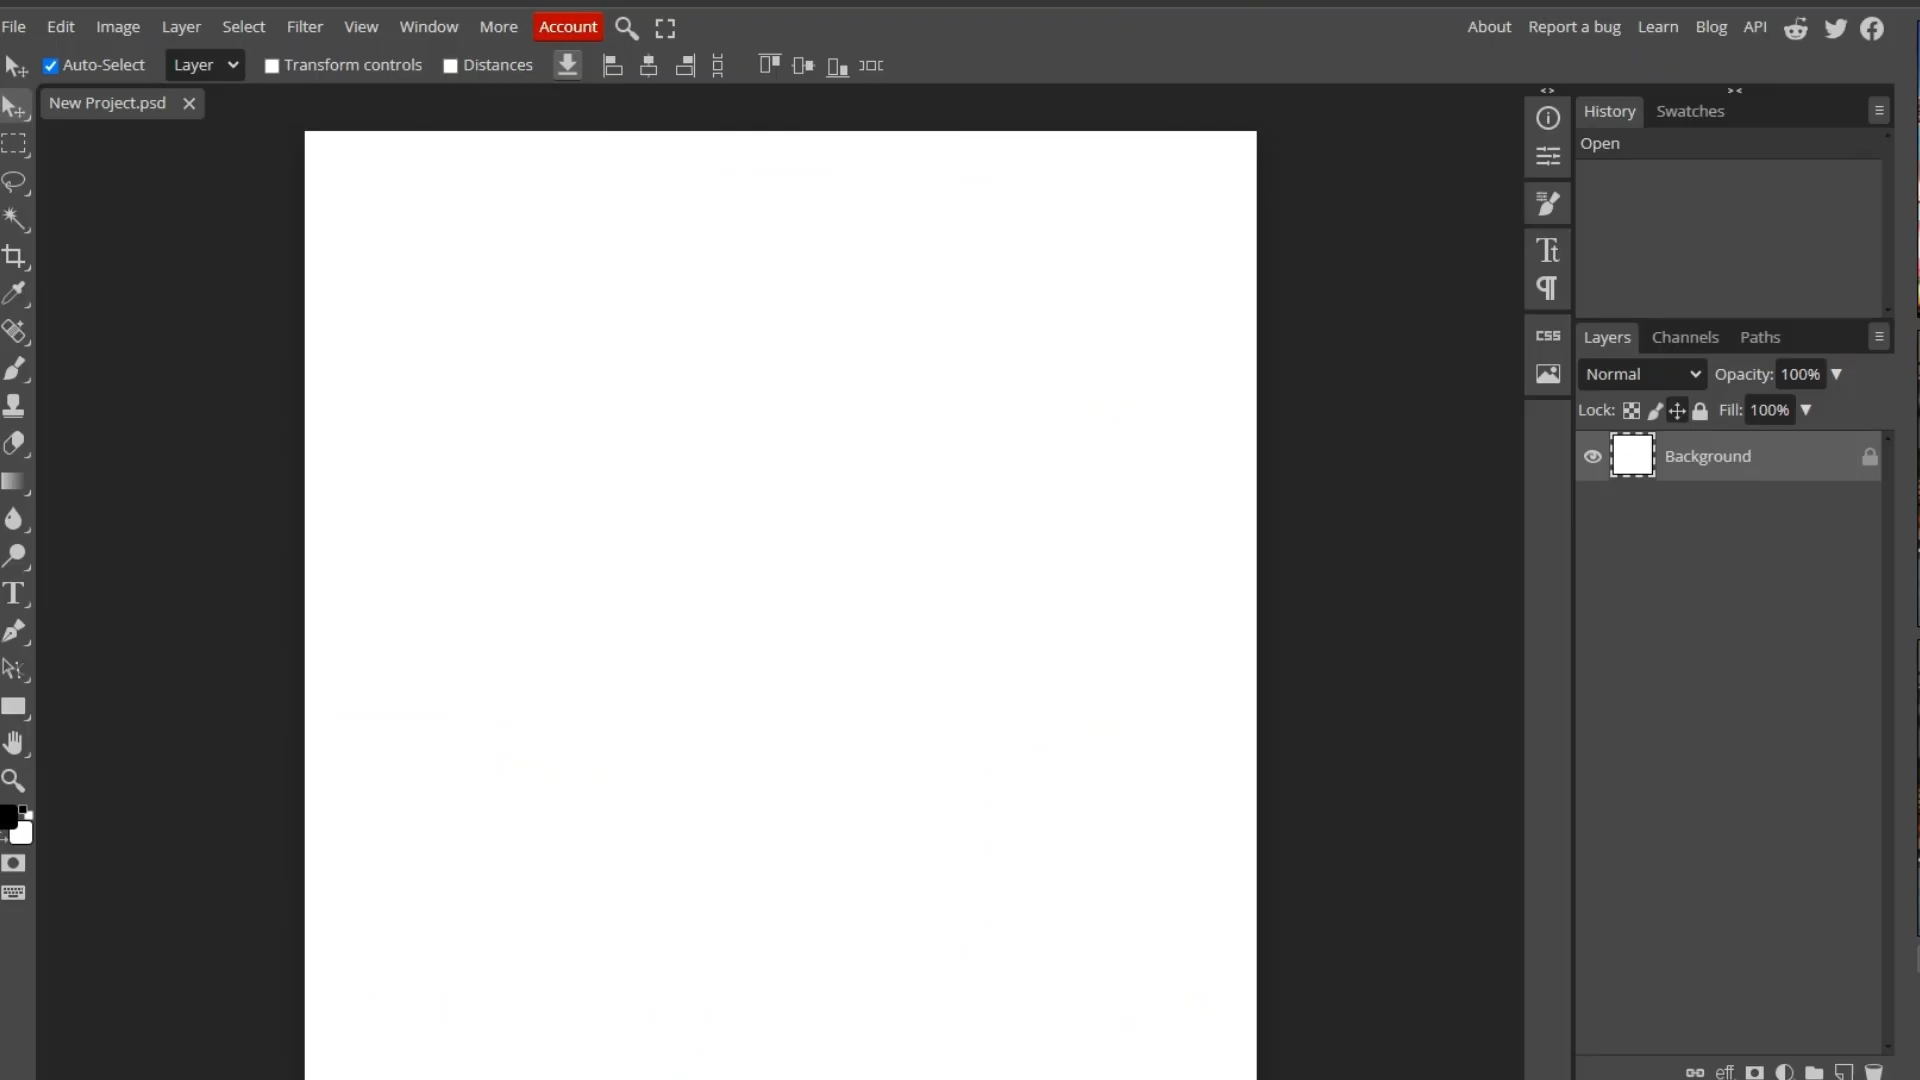 File Edit Image Layer Select Filter View Window More Account About Report a bug Learn Blog API
Auto-Select Layer Transform controls Distances
New Project.psd
History Swatches
Open
CSS
Layers Channels Paths
Normal Opacity: 100%
Lock: Fill: 100%
Background
eff